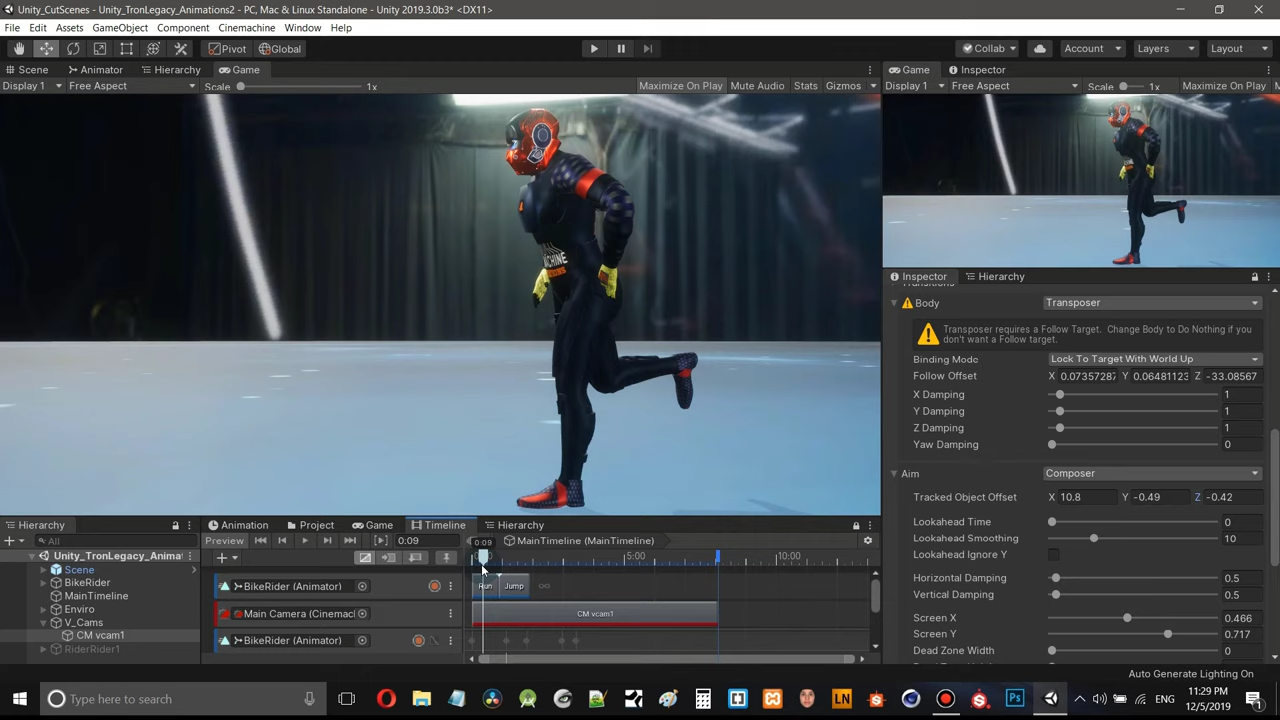 Unity_CutScenes - Unity_TronLegacy_Animations2 - PC, Mac & Linux Standalone - Unity 2019.3.0b3* <DX11>
File Edit Assets GameObject Component Cinemachine Window Help
Pivot Global Collab Account Layers Layout
Scene Animator Hierarchy Game
Display 1 Free Aspect Scale 1x Maximize On Play Mute Audio Stats Gizmos
Game Inspector
Display 1 Free Aspect Scale 1x Maximize On Play
MACHINE
Inspector Hierarchy
Body Transposer
Transposer requires a Follow Target. Change Body to Do Nothing if you
don't want a Follow target.
Binding Mode Lock To Target With World Up
Follow Offset X 0.07357287 Y 0.06481123 Z -33.08567
X Damping 1
Y Damping 1
Z Damping 1
Yaw Damping 0
Aim Composer
Tracked Object Offset X 10.8 Y -0.49 Z -0.42
Lookahead Time 0
Lookahead Smoothing 10
Lookahead Ignore Y
Horizontal Damping 0.5
Vertical Damping 0.5
Screen X 0.466
Screen Y 0.717
Dead Zone Width 0
Auto Generate Lighting On
Hierarchy
All
Unity_TronLegacy_Anima
Scene
BikeRider
MainTimeline
Enviro
V_Cams
CM vcam1
RiderRider1
Animation Project Game Timeline Hierarchy
Preview 0:09 MainTimeline (MainTimeline)
0:09
5:00 10:00
BikeRider (Animator) Run Jump
Main Camera (Cinemac CM vcam1
BikeRider (Animator)
Type here to search
ENG
11:29 PM
12/5/2019
LN
Ps
1